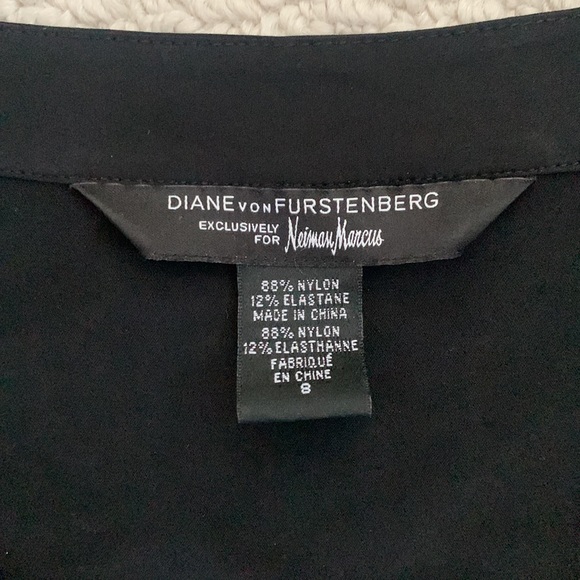 DIANE VON FURSTENBERG
EXCLUSIVELY FOR Neiman Marcus
88% NYLON
12% ELASTANE
MADE IN CHINA
88% NYLON
12% ELASTHANNE
FABRIQUÉ
EN CHINE
8